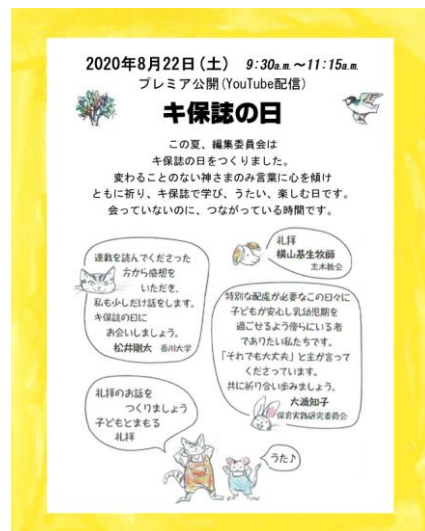 2020年8月22日(土) 9:30a.m.～11:15a.m.
プレミア公開(YouTube配信)
キ保誌の日
この夏、編集委員会は
キ保誌の日をつくりました。
変わることのない神さまのみ言葉に心を傾け
ともに祈り、キ保誌で学び、うたい、楽しむ日です。
会っていないのに、つながっている時間です。
礼拝
横山基生牧師
志木教会
連載を読んでくださった
方から感想を
いただき、
私も少しだけ話をします。
キ保誌の日に
お会いしましょう。
松井剛太 香川大学
特別な配慮が必要なこの日々に
子どもが安心し乳幼児期を
過ごせるよう傍らにいる者
でありたい私たちです。
「それでも大丈夫」と主が言って
くださっています。
共に祈り合い歩みましょう。
大渡知子
保育実践研究委員会
礼拝のお話を
つくりましょう
子どもとまもる
礼拝
うた♪